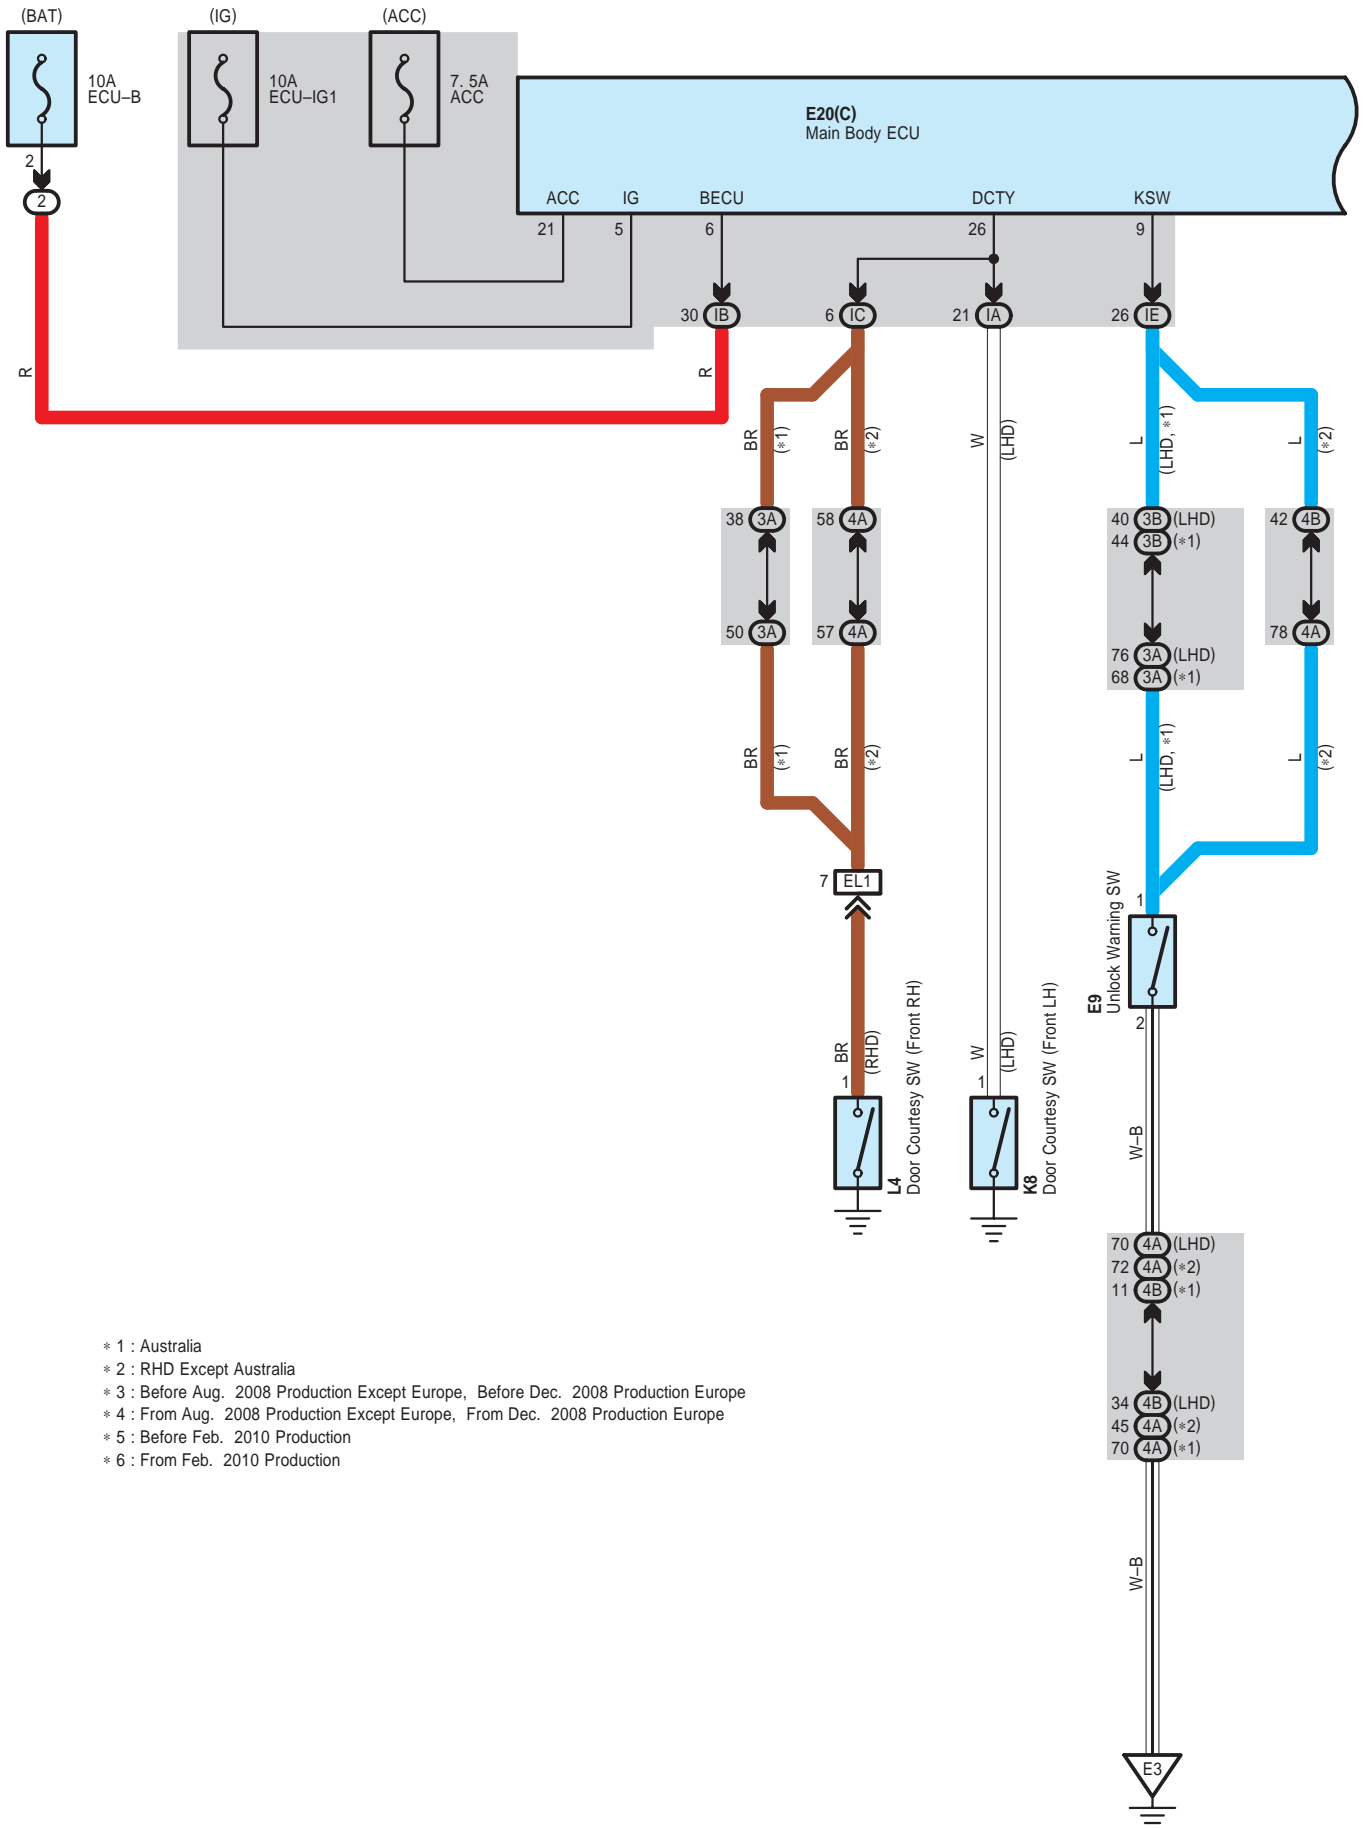 (BAT)
(IG)
(ACC)
10A
ECU–B
10A
ECU–IG1
7. 5A
ACC
E20(C)
Main Body ECU
ACC
IG
BECU
DCTY
KSW
21
5
6
26
9
2
2
30 IB
6 IC
21 IA
26 IE
R
R
BR
(∗1)
BR
(∗2)
W
(LHD)
L
(LHD, ∗1)
L
(∗2)
38 3A
58 4A
40 3B (LHD)
44 3B (∗1)
42 4B
50 3A
57 4A
76 3A (LHD)
68 3A (∗1)
78 4A
BR
(∗1)
BR
(∗2)
L
(LHD, ∗1)
L
(∗2)
7 EL1
1
E9
Unlock Warning SW
2
BR
(RHD)
1
L4
Door Courtesy SW (Front RH)
W
(LHD)
1
K8
Door Courtesy SW (Front LH)
W–B
70 4A (LHD)
72 4A (∗2)
11 4B (∗1)
34 4B (LHD)
45 4A (∗2)
70 4A (∗1)
W–B
E3
∗ 1 : Australia
∗ 2 : RHD Except Australia
∗ 3 : Before Aug. 2008 Production Except Europe, Before Dec. 2008 Production Europe
∗ 4 : From Aug. 2008 Production Except Europe, From Dec. 2008 Production Europe
∗ 5 : Before Feb. 2010 Production
∗ 6 : From Feb. 2010 Production